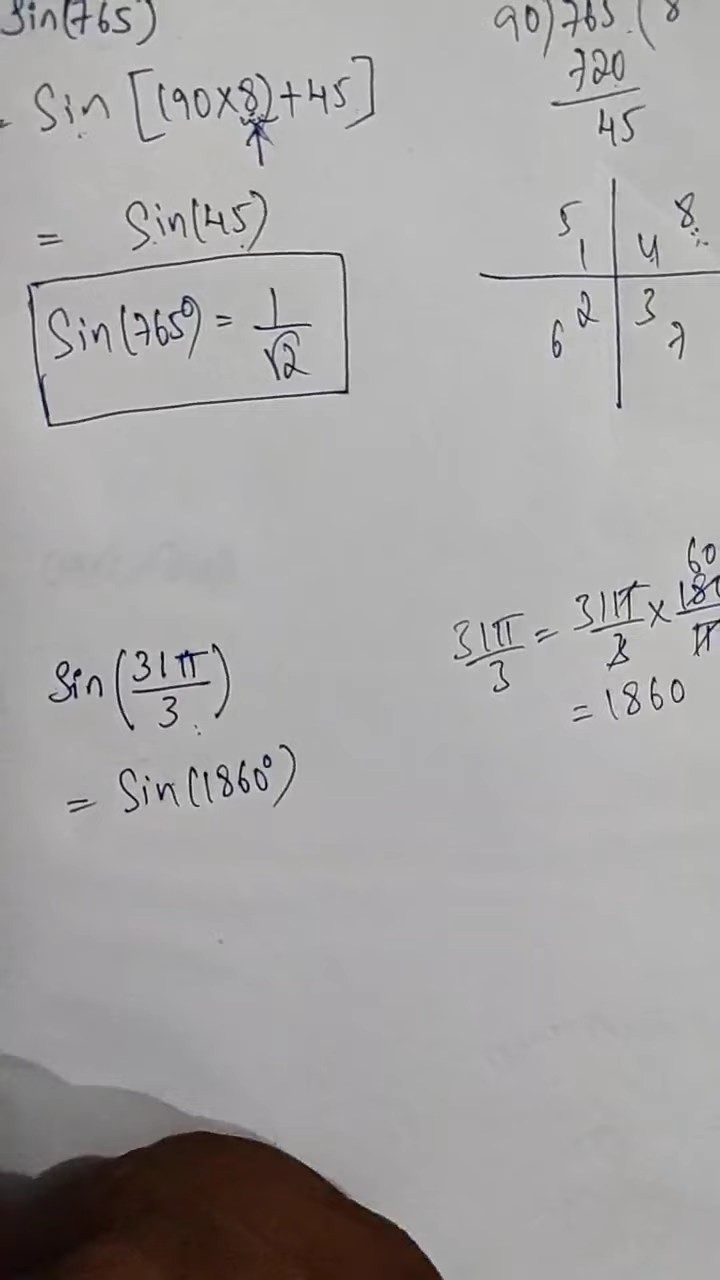 Sin(765)
90)765(8
720
45
Sin [(90×8)+45]
= Sin(45)
Sin(765°) = 1/√2
5 1 4 8
6 2 3 7
Sin(31π/3)
31π/3 = 31π/3 × 180/π
60
= 1860
= Sin(1860°)